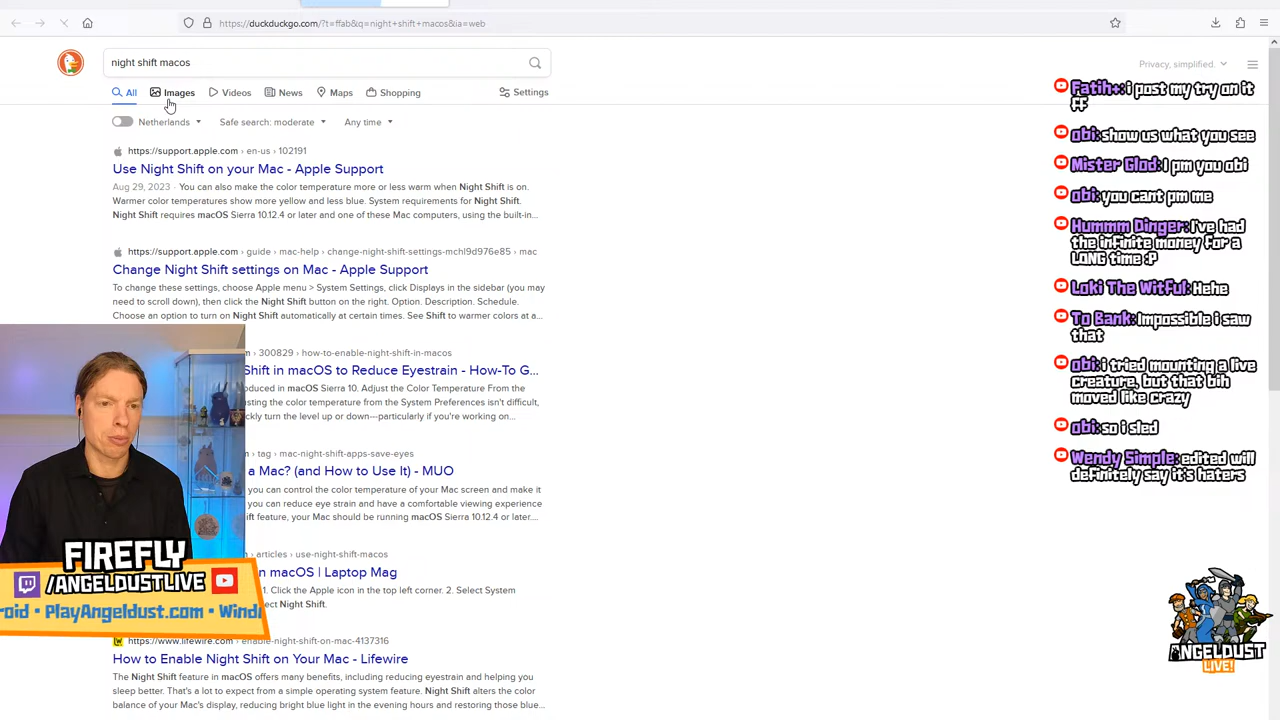 https://duckduckgo.com/?t=ffab&q=night+shift+macos&ia=web
night shift macos
Privacy, simplified.
All
Images
Videos
News
Maps
Shopping
Settings
Netherlands
Safe search: moderate
Any time
https://support.apple.com › en-us › 102191
Use Night Shift on your Mac - Apple Support
Aug 29, 2023 · You can also make the color temperature more or less warm when Night Shift is on.
Warmer color temperatures show more yellow and less blue. System requirements for Night Shift.
Night Shift requires macOS Sierra 10.12.4 or later and one of these Mac computers, using the built-in...
https://support.apple.com › guide › mac-help › change-night-shift-settings-mchl9d976e85 › mac
Change Night Shift settings on Mac - Apple Support
To change these settings, choose Apple menu > System Settings, click Displays in the sidebar (you may
need to scroll down), then click the Night Shift button on the right. Option. Description. Schedule.
Choose an option to turn on Night Shift automatically at certain times. See Shift to warmer colors at a...
› 300829 › how-to-enable-night-shift-in-macos
Shift in macOS to Reduce Eyestrain - How-To G...
oduced in macOS Sierra 10. Adjust the Color Temperature From the
usting the color temperature from the System Preferences isn't difficult,
ckly turn the level up or down---particularly if you're working on...
› tag › mac-night-shift-apps-save-eyes
a Mac? (and How to Use It) - MUO
you can control the color temperature of your Mac screen and make it
you can reduce eye strain and have a comfortable viewing experience
ft feature, your Mac should be running macOS Sierra 10.12.4 or later....
› articles › use-night-shift-macos
n macOS | Laptop Mag
1. Click the Apple icon in the top left corner. 2. Select System
ect Night Shift.
https://www.lifewire.com › enable-night-shift-on-mac-4137316
How to Enable Night Shift on Your Mac - Lifewire
The Night Shift feature in macOS offers many benefits, including reducing eyestrain and helping you
sleep better. That's a lot to expect from a simple operating system feature. Night Shift alters the color
balance of your Mac's display, reducing bright blue light in the evening hours and restoring those blue...
Fatih+: i post my try on it
ff
obi: show us what you see
Mister Glod: I pm you obi
obi: you cant pm me
Hummm Dinger: I've had
the infinite money for a
LONG time :P
Loki The Witful: Hehe
To Bank: Impossible i saw
that
obi: i tried mounting a live
creature, but that bih
moved like crazy
obi: so i sled
Wendy Simple: edited will
definitely say it's haters
FIREFLY
/ANGELDUSTLIVE
roid • PlayAngeldust.com • Wind
ANGELDUST
LIVE!